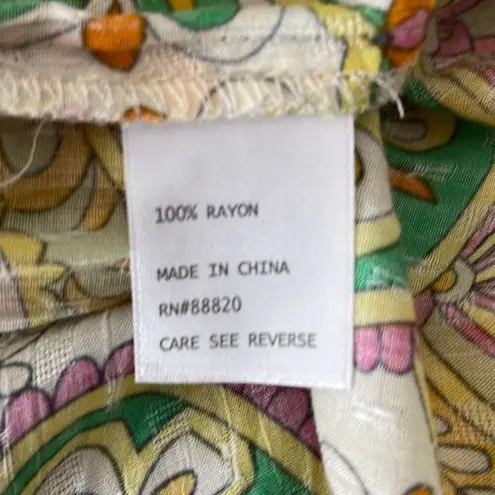 100% RAYON
MADE IN CHINA
RN#88820
CARE SEE REVERSE